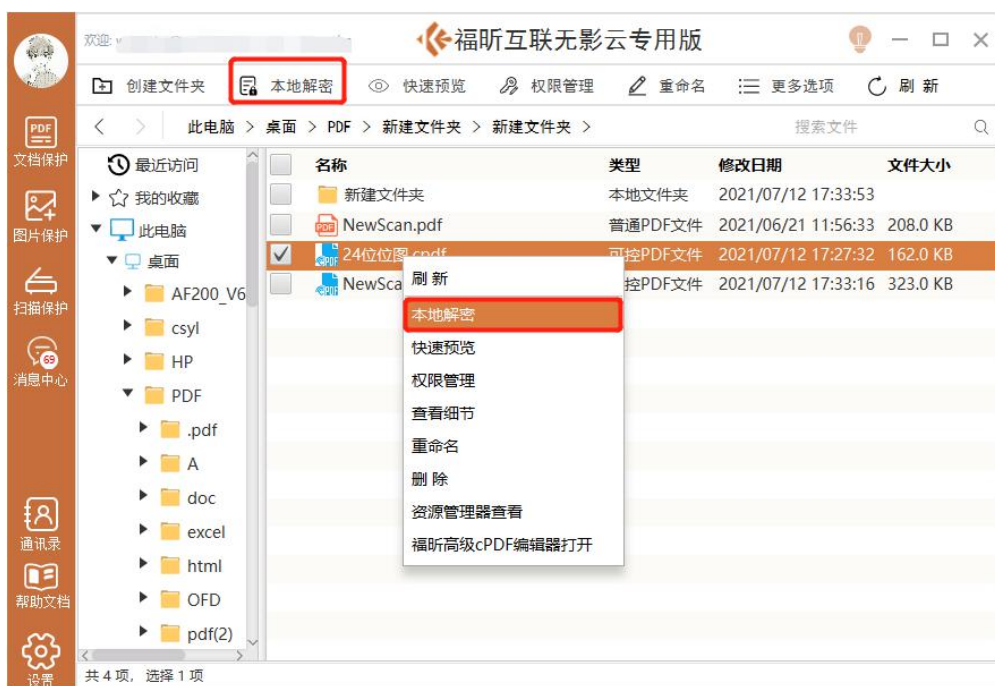 欢迎:
福昕互联无影云专用版
创建文件夹 本地解密 快速预览 权限管理 重命名 更多选项 刷 新
此电脑 > 桌面 > PDF > 新建文件夹 > 新建文件夹 >
搜索文件
PDF
文档保护
图片保护
扫描保护
69
消息中心
通讯录
帮助文档
设置
最近访问
我的收藏
此电脑
桌面
AF200_V6
csyl
HP
PDF
.pdf
A
doc
excel
html
OFD
pdf(2)
名称 类型 修改日期 文件大小
新建文件夹 本地文件夹 2021/07/12 17:33:53
NewScan.pdf 普通PDF文件 2021/06/21 11:56:33 208.0 KB
24位位图.cpdf 可控PDF文件 2021/07/12 17:27:32 162.0 KB
NewSca 控PDF文件 2021/07/12 17:33:16 323.0 KB
刷 新
本地解密
快速预览
权限管理
查看细节
重命名
删 除
资源管理器查看
福昕高级cPDF编辑器打开
共 4 项, 选择 1 项